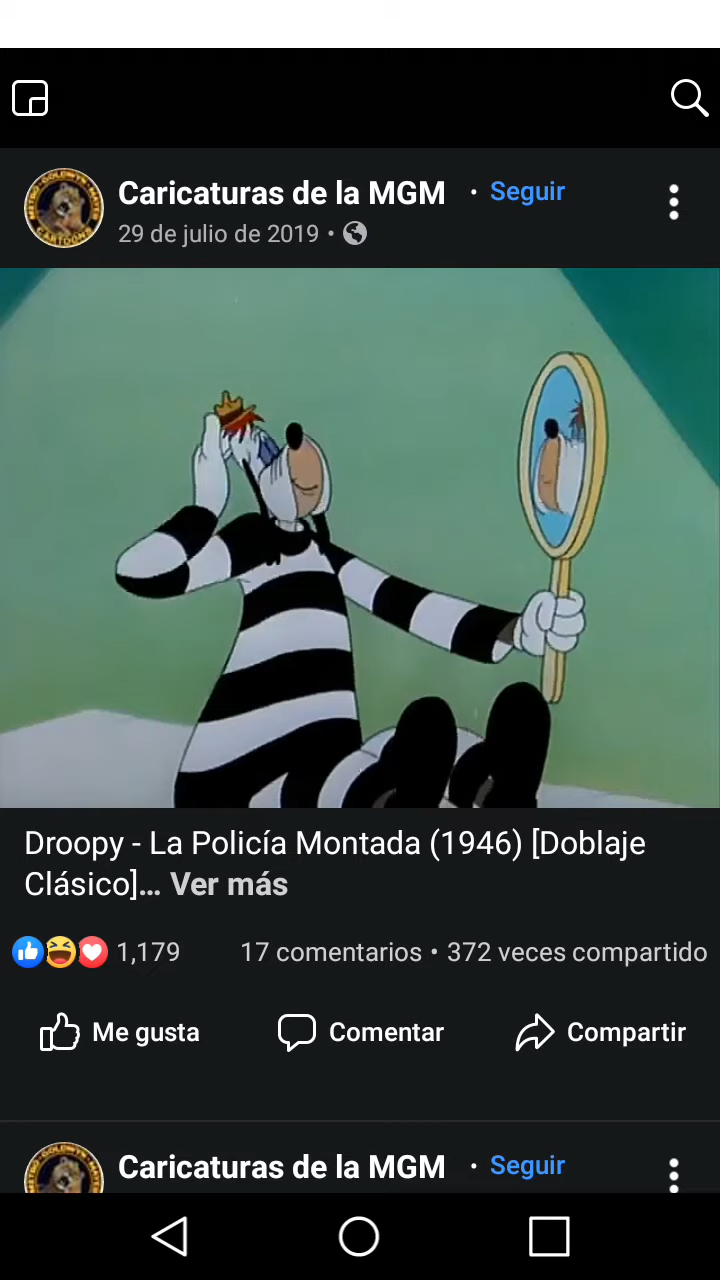 Caricaturas de la MGM · Seguir
29 de julio de 2019 ·
Droopy - La Policía Montada (1946) [Doblaje
Clásico]... Ver más
1,179 17 comentarios · 372 veces compartido
Me gusta Comentar Compartir
Caricaturas de la MGM · Seguir